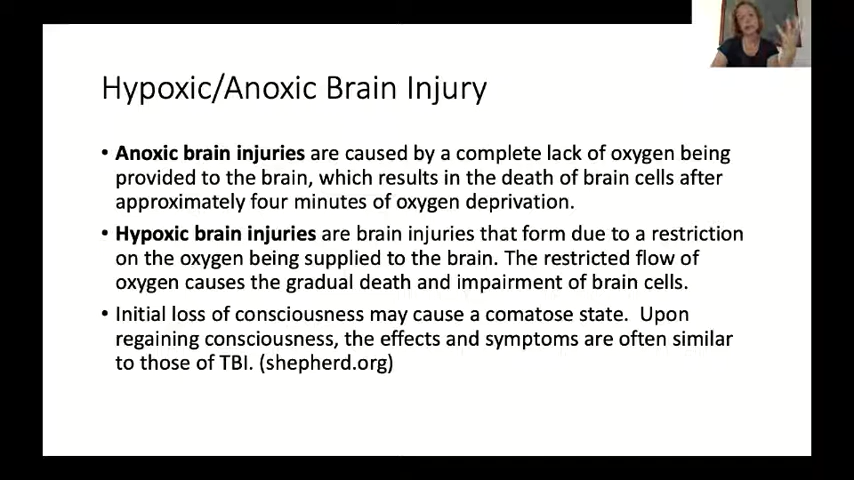 Hypoxic/Anoxic Brain Injury
• Anoxic brain injuries are caused by a complete lack of oxygen being
provided to the brain, which results in the death of brain cells after
approximately four minutes of oxygen deprivation.
• Hypoxic brain injuries are brain injuries that form due to a restriction
on the oxygen being supplied to the brain. The restricted flow of
oxygen causes the gradual death and impairment of brain cells.
• Initial loss of consciousness may cause a comatose state.  Upon
regaining consciousness, the effects and symptoms are often similar
to those of TBI. (shepherd.org)